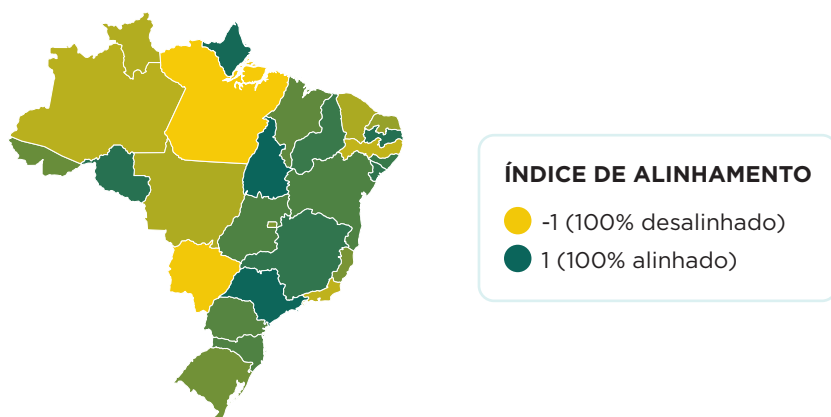 ÍNDICE DE ALINHAMENTO
-1 (100% desalinhado)
1 (100% alinhado)